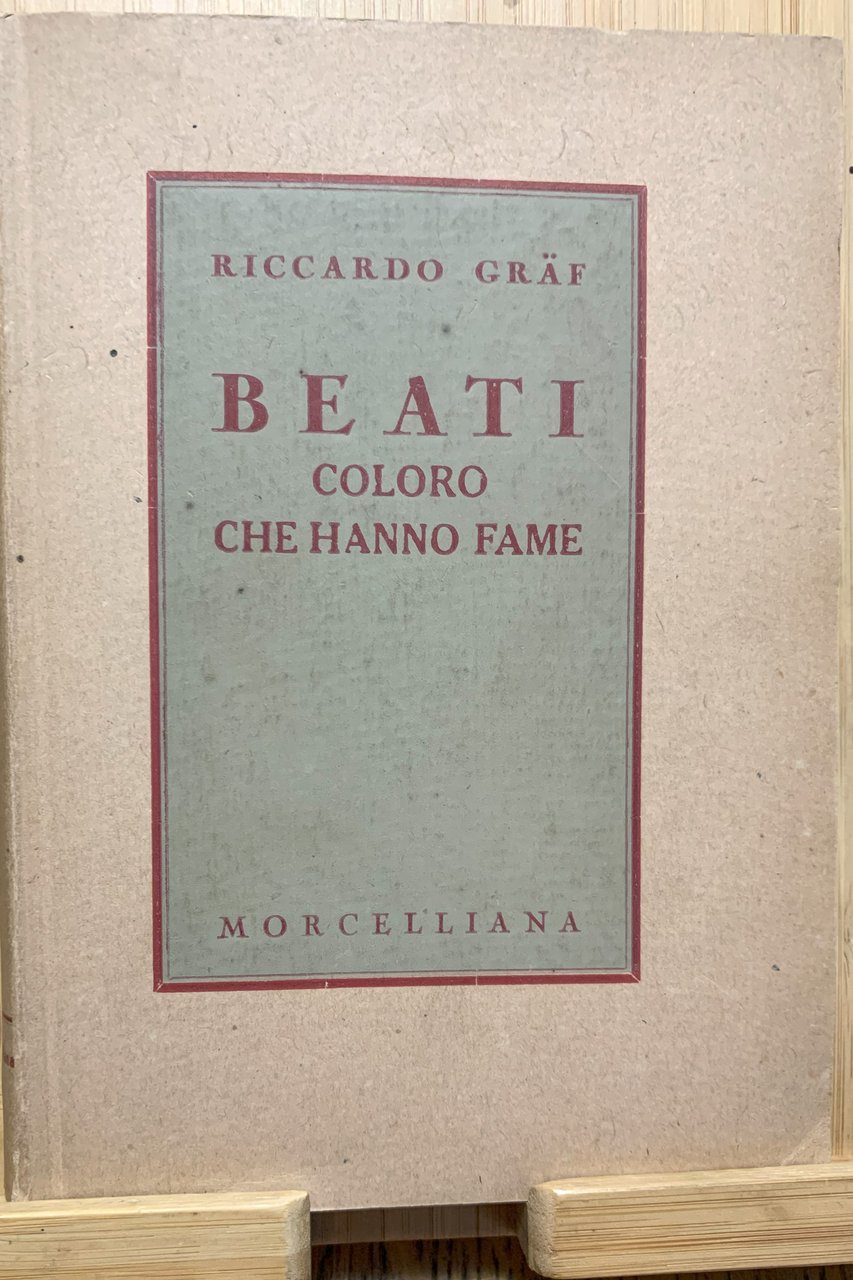 RICCARDO GRÄF
BEATI
COLORO
CHE HANNO FAME
MORCELLIANA